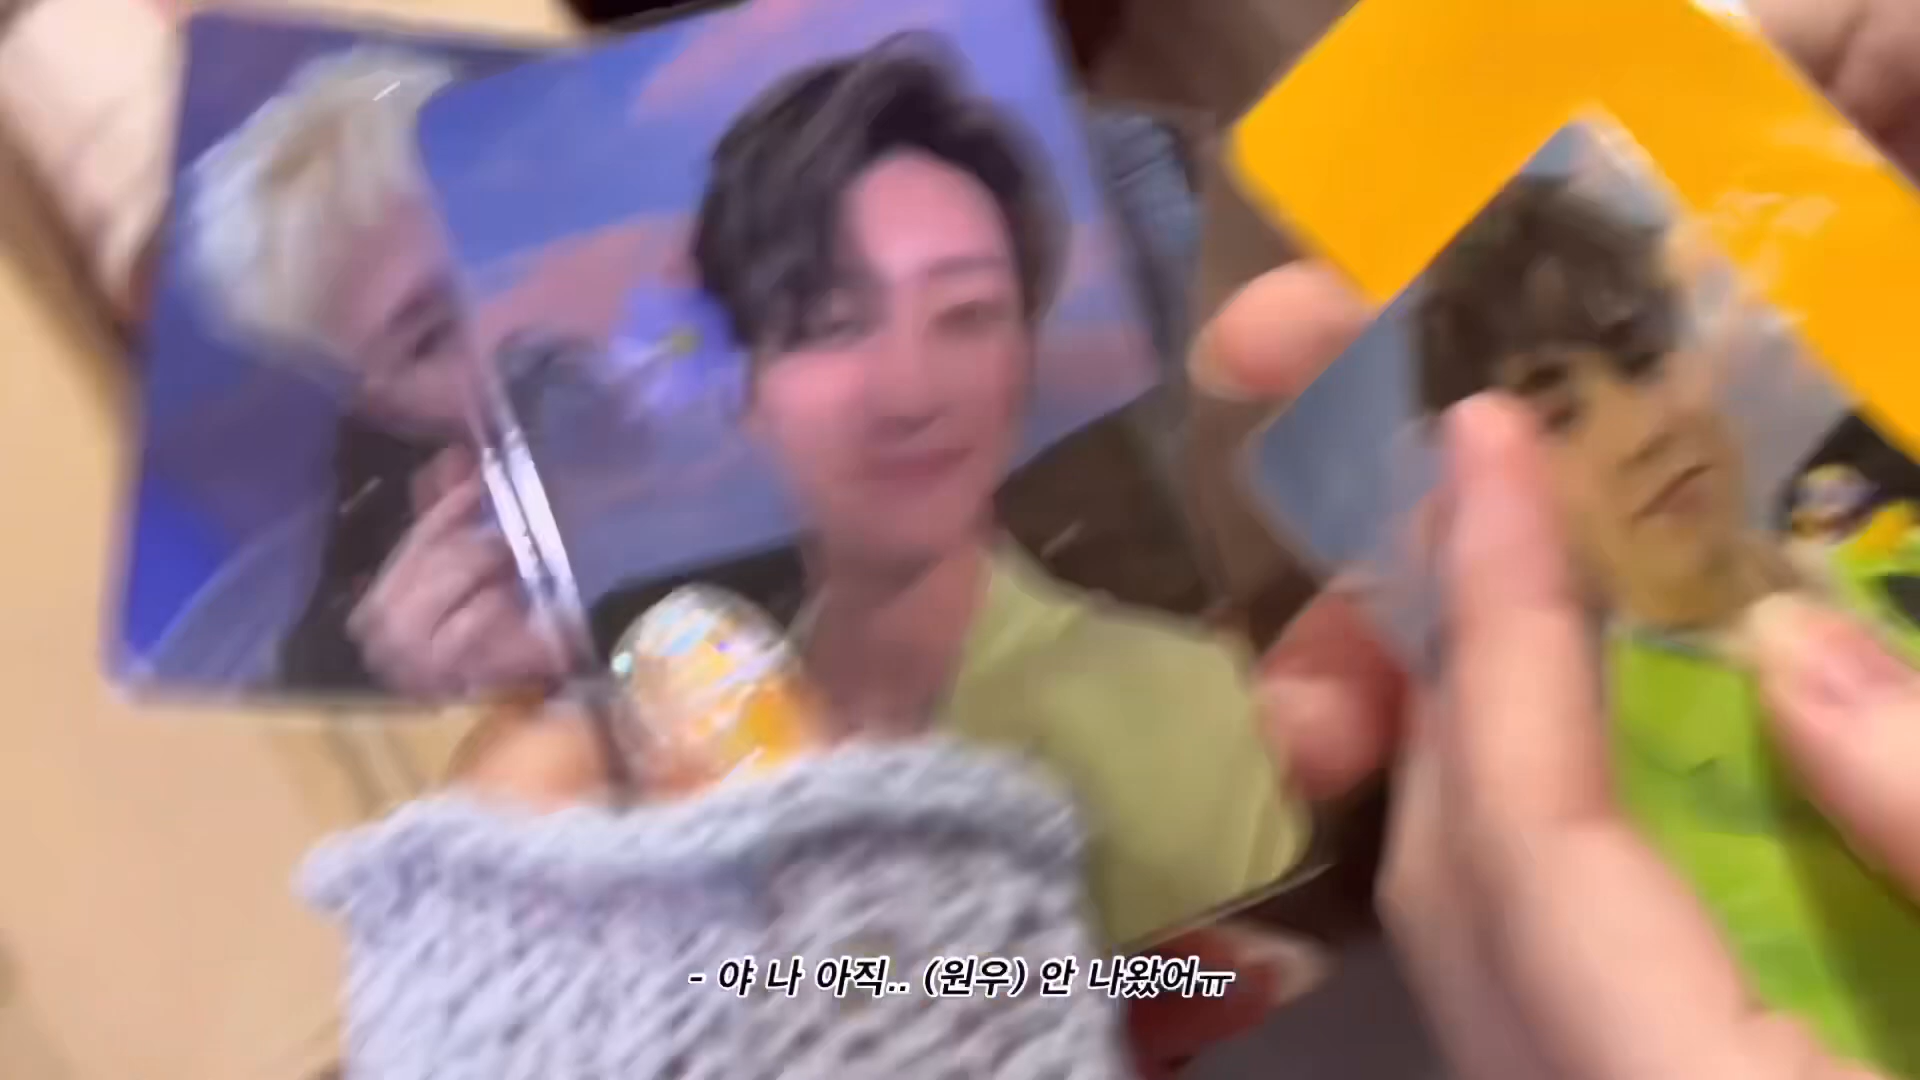 - 야 나 아직.. (원우) 안 나왔어ㅠ